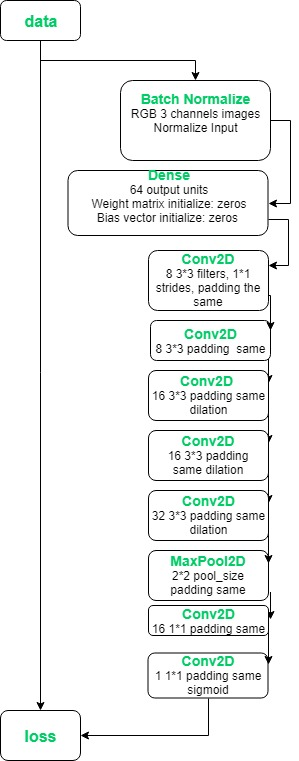 data
Batch Normalize
RGB 3 channels images
Normalize Input
Dense
64 output units
Weight matrix initialize: zeros
Bias vector initialize: zeros
Conv2D
8 3*3 filters, 1*1
strides, padding the
same
Conv2D
8 3*3 padding same
Conv2D
16 3*3 padding same
dilation
Conv2D
16 3*3 padding
same dilation
Conv2D
32 3*3 padding same
dilation
MaxPool2D
2*2 pool_size
padding same
Conv2D
16 1*1 padding same
Conv2D
1 1*1 padding same
sigmoid
loss